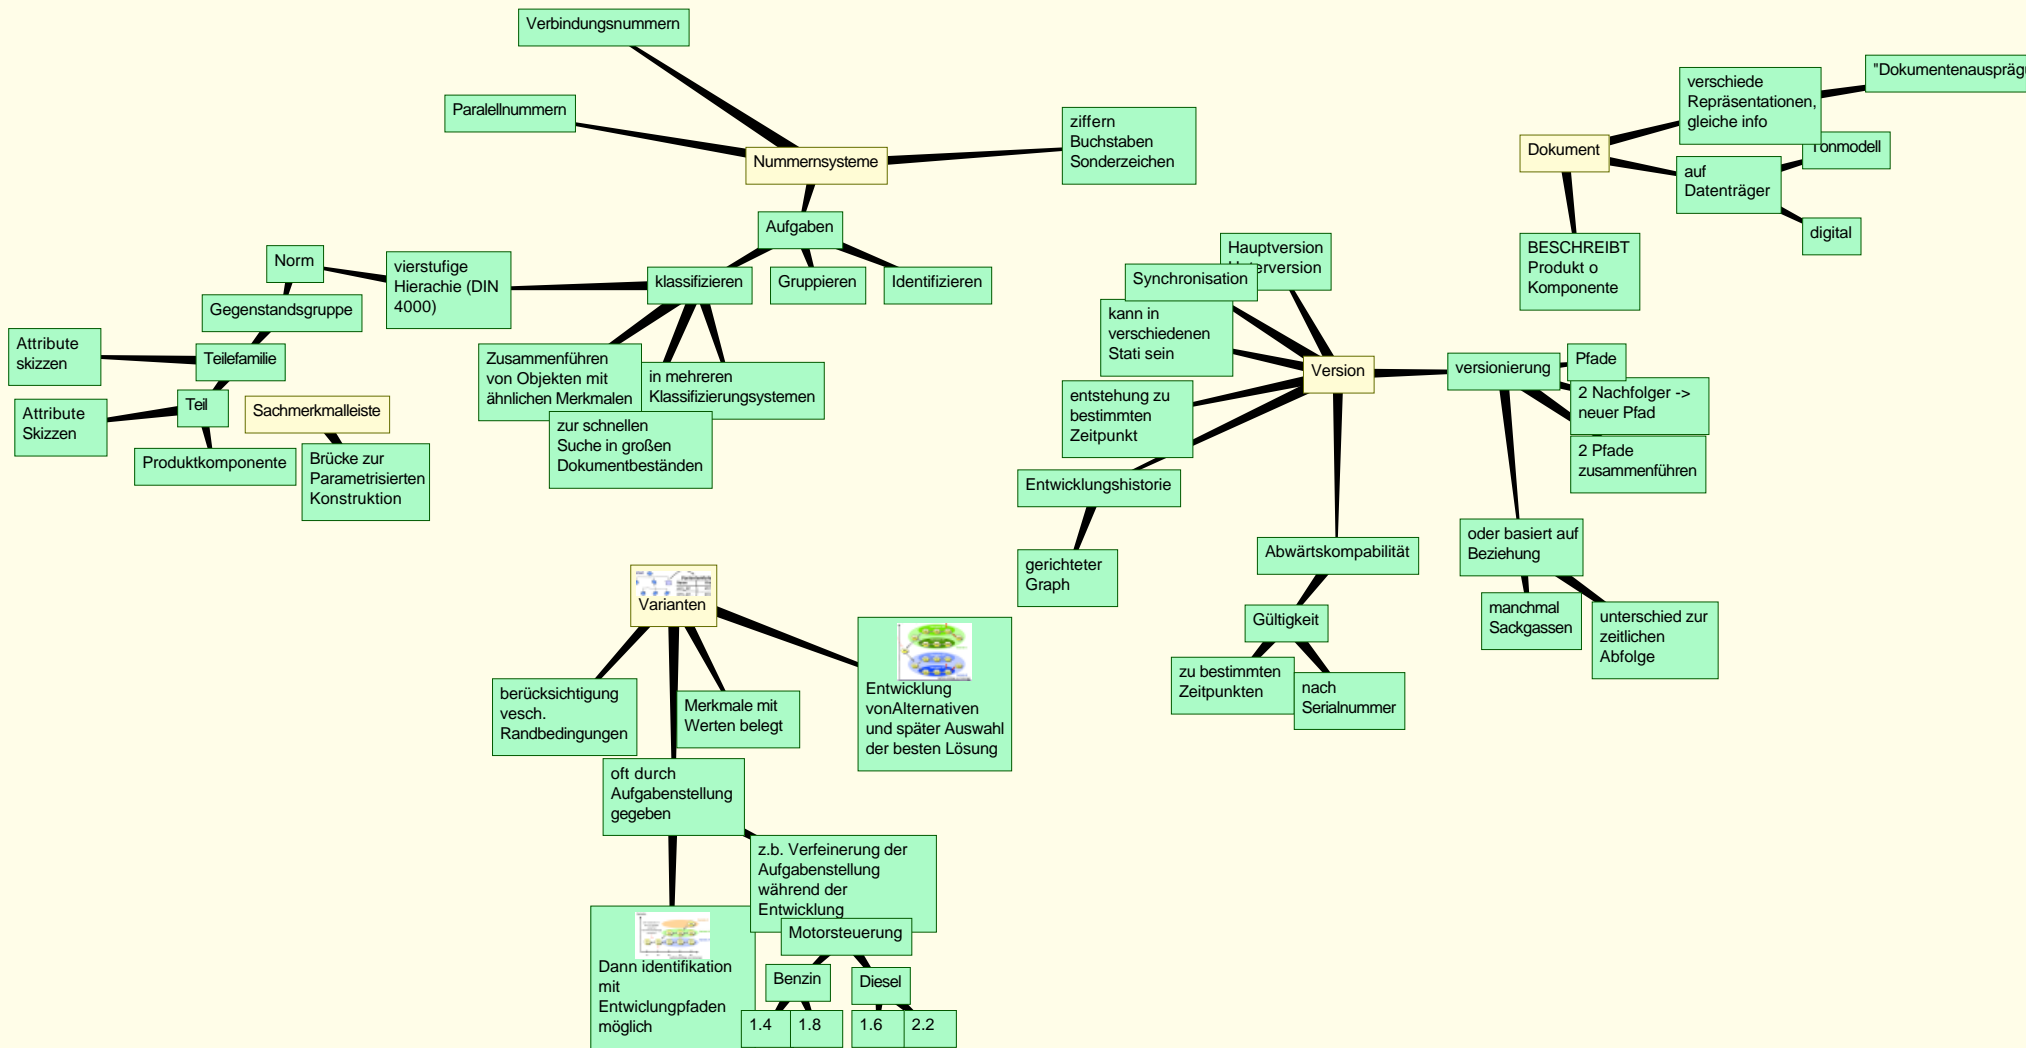 Verbindungsnummern
Paralellnummern
Nummernsysteme
ziffern
Buchstaben
Sonderzeichen
Aufgaben
klassifizieren
Gruppieren
Identifizieren
vierstufige
Hierachie (DIN
4000)
Norm
Gegenstandsgruppe
Teilefamilie
Attribute
skizzen
Teil
Attribute
Skizzen
Produktkomponente
Sachmerkmalleiste
Brücke zur
Parametrisierten
Konstruktion
Zusammenführen
von Objekten mit
ähnlichen Merkmalen
in mehreren
Klassifizierungsystemen
zur schnellen
Suche in großen
Dokumentbeständen
Dokument
verschiede
Repräsentationen,
gleiche info
"Dokumentenauspräg
auf
Datenträger
Tonmodell
digital
BESCHREIBT
Produkt o
Komponente
Hauptversion
Unterversion
Synchronisation
kann in
verschiedenen
Stati sein
Version
entstehung zu
bestimmten
Zeitpunkt
Entwicklungshistorie
gerichteter
Graph
versionierung
Pfade
2 Nachfolger ->
neuer Pfad
2 Pfade
zusammenführen
oder basiert auf
Beziehung
manchmal
Sackgassen
unterschied zur
zeitlichen
Abfolge
Abwärtskompabilität
Gültigkeit
zu bestimmten
Zeitpunkten
nach
Serialnummer
Varianten
berücksichtigung
vesch.
Randbedingungen
Merkmale mit
Werten belegt
Entwicklung
vonAlternativen
und später Auswahl
der besten Lösung
oft durch
Aufgabenstellung
gegeben
z.b. Verfeinerung der
Aufgabenstellung
während der
Entwicklung
Motorsteuerung
Benzin
Diesel
1.4
1.8
1.6
2.2
Dann identifikation
mit
Entwiclungpfaden
möglich